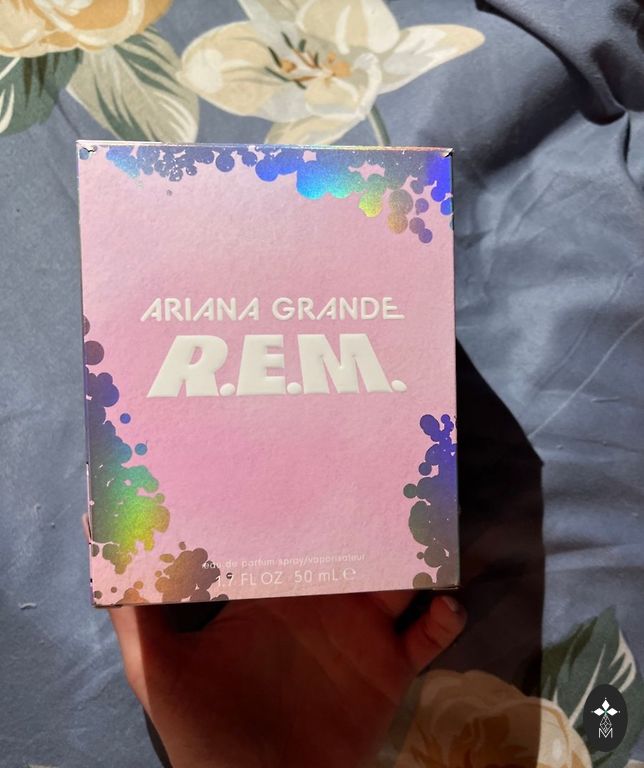 ARIANA GRANDE
R.E.M.
eau de parfum spray/vaporisateur
1.7 FL OZ 50 mL ℮
M